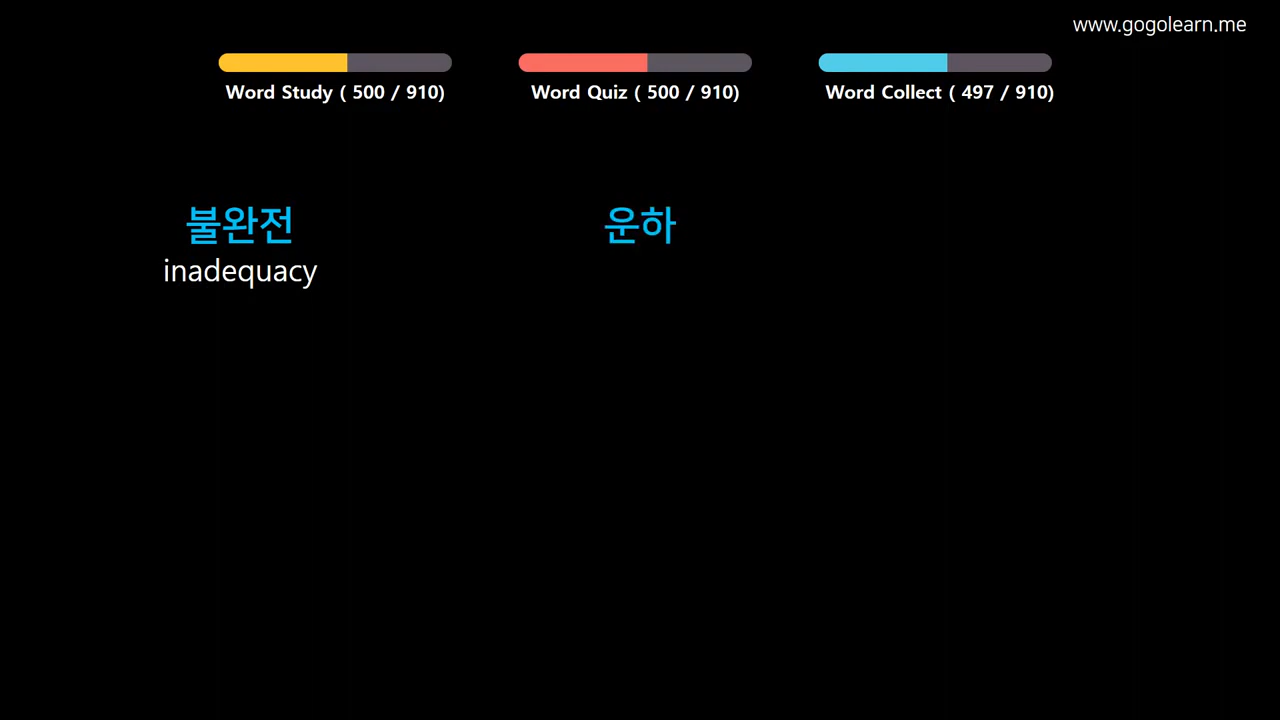 www.gogolearn.me
Word Study ( 500 / 910)
Word Quiz ( 500 / 910)
Word Collect ( 497 / 910)
불완전
inadequacy
운하